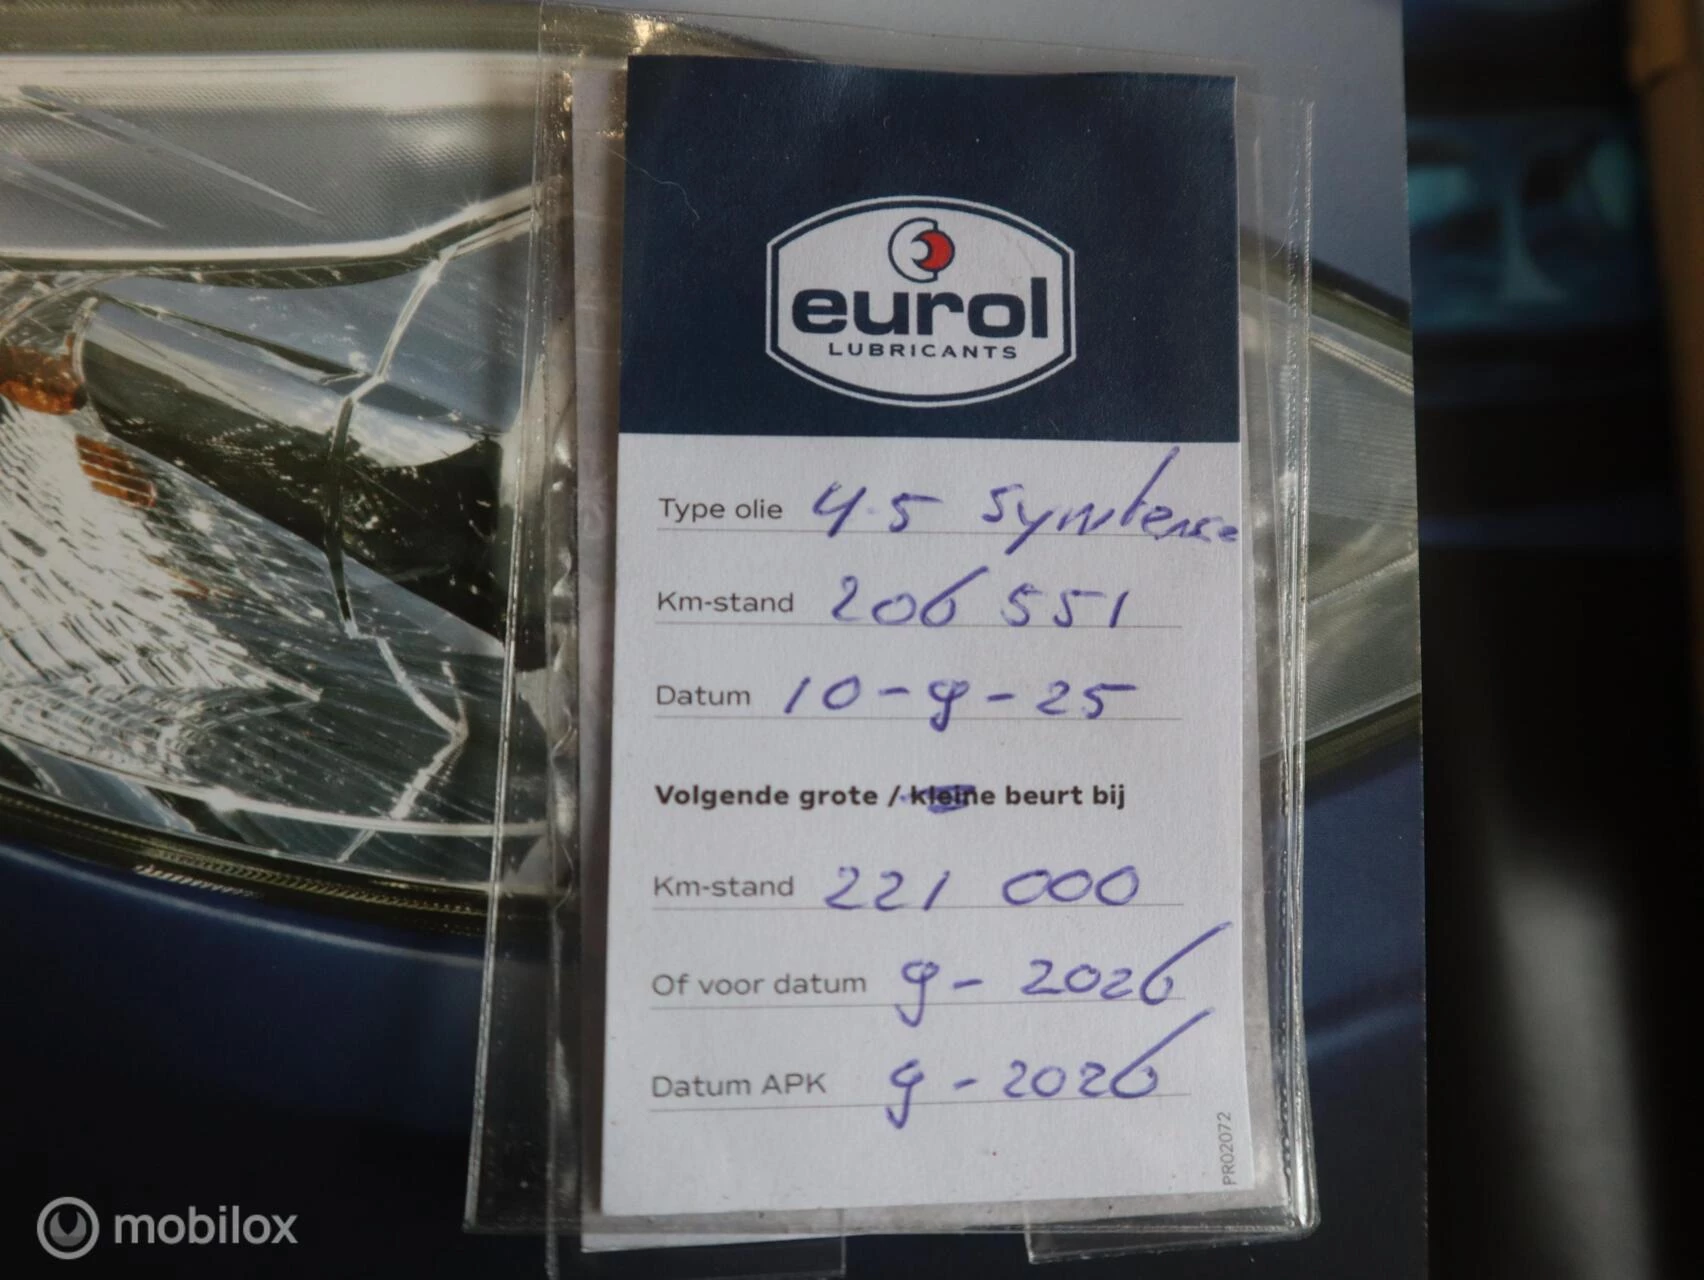 eurol
LUBRICANTS
Type olie 4.5 Syntence
Km-stand 206 551
Datum 10-9-25
Volgende grote / kleine beurt bij
Km-stand 221 000
Of voor datum 9-2026
Datum APK 9-2026
PR02072
mobilox